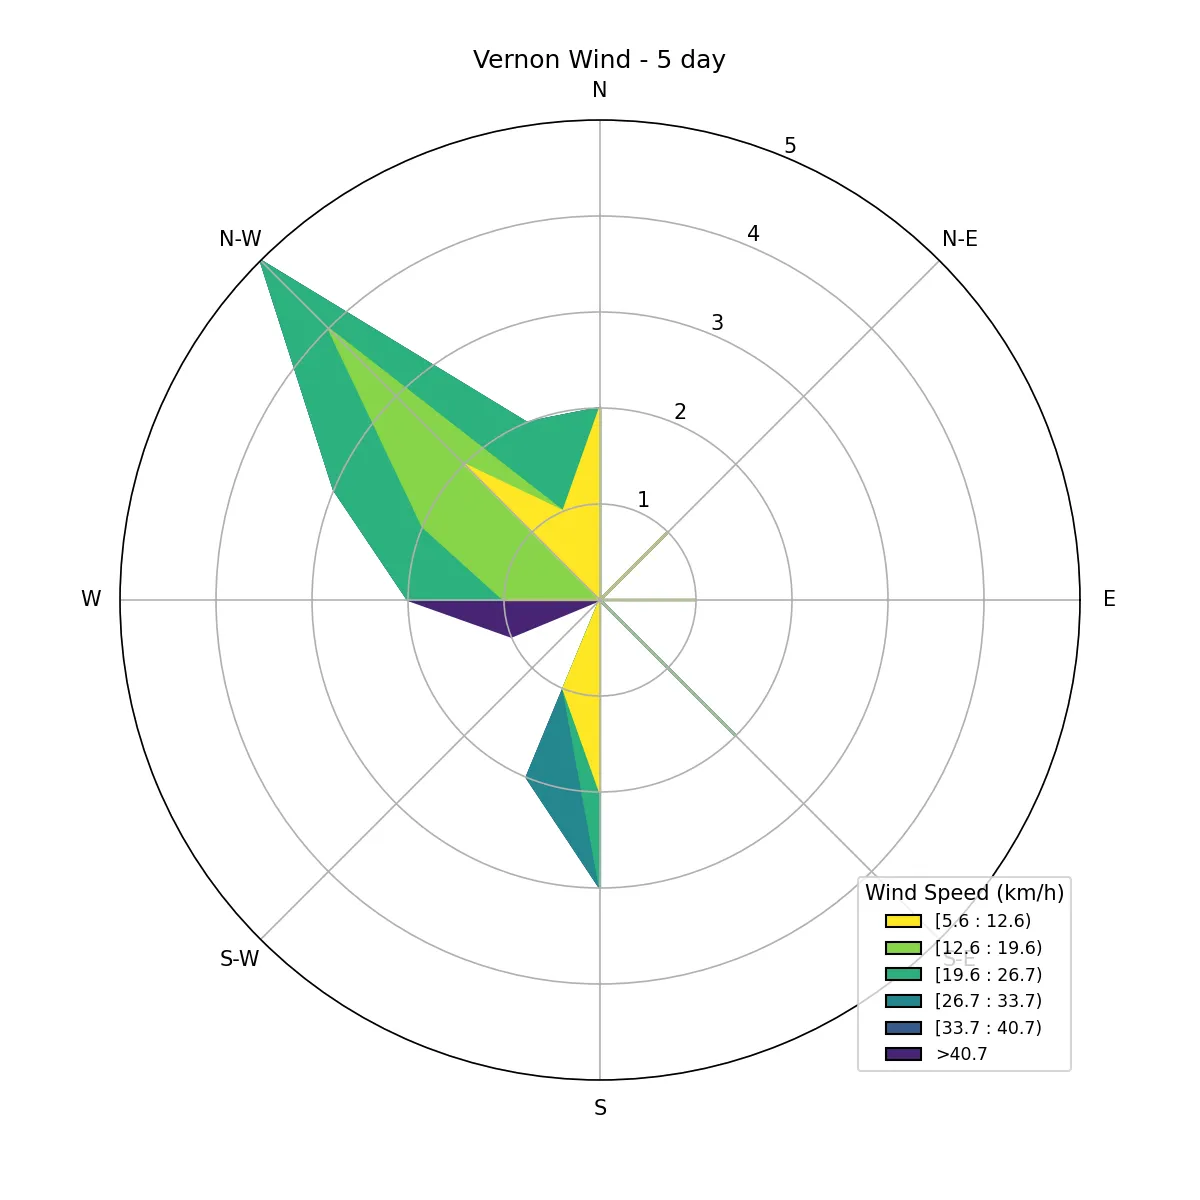 Vernon Wind - 5 day
N
5
N-W
N-E
4
3
2
1
W
E
S-W
S-E
Wind Speed (km/h)
[5.6 : 12.6)
[12.6 : 19.6)
[19.6 : 26.7)
[26.7 : 33.7)
[33.7 : 40.7)
>40.7
S